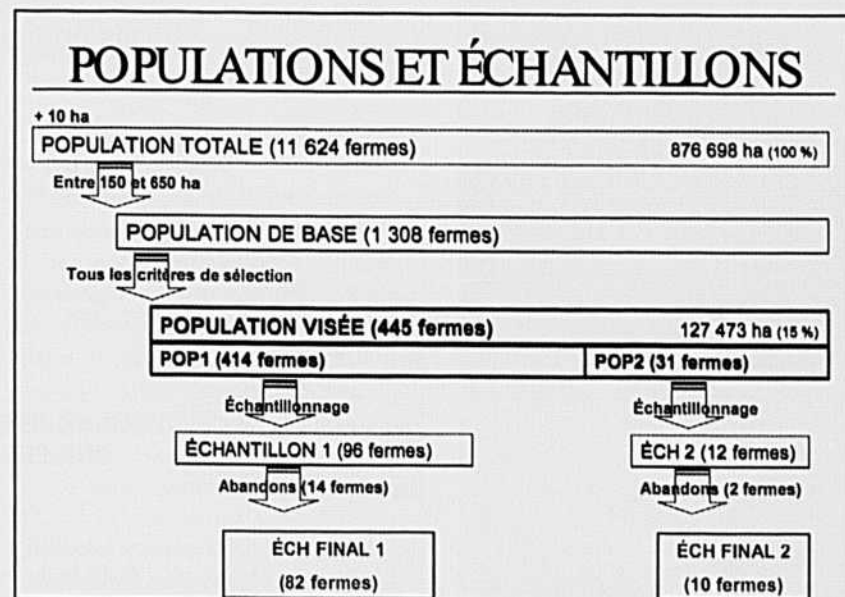 POPULATIONS ET ÉCHANTILLONS
+ 10 ha
POPULATION TOTALE (11 624 fermes) 876 698 ha (100 %)
Entre 150 et 650 ha
POPULATION DE BASE (1 308 fermes)
Tous les critères de sélection
POPULATION VISÉE (445 fermes) 127 473 ha (15 %)
POP1 (414 fermes) POP2 (31 fermes)
Échantillonnage Échantillonnage
ÉCHANTILLON 1 (96 fermes) ÉCH 2 (12 fermes)
Abandons (14 fermes) Abandons (2 fermes)
ÉCH FINAL 1 ÉCH FINAL 2
(82 fermes) (10 fermes)